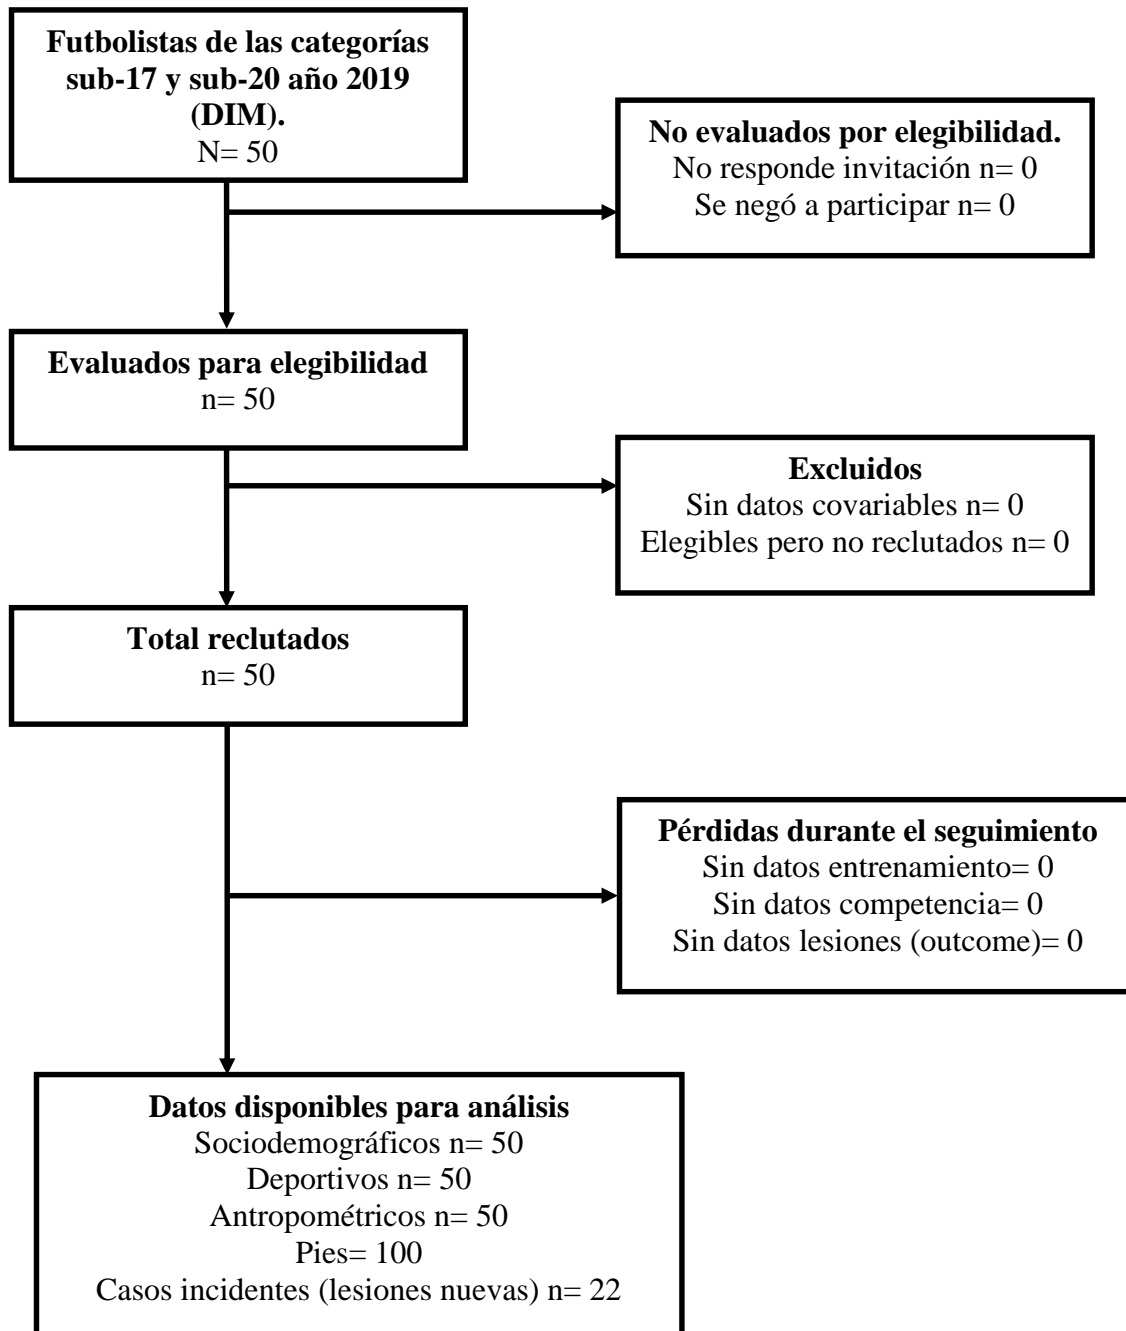 Futbolistas de las categorías
sub-17 y sub-20 año 2019
(DIM).
N= 50
No evaluados por elegibilidad.
No responde invitación n= 0
Se negó a participar n= 0
Evaluados para elegibilidad
n= 50
Excluidos
Sin datos covariables n= 0
Elegibles pero no reclutados n= 0
Total reclutados
n= 50
Pérdidas durante el seguimiento
Sin datos entrenamiento= 0
Sin datos competencia= 0
Sin datos lesiones (outcome)= 0
Datos disponibles para análisis
Sociodemográficos n= 50
Deportivos n= 50
Antropométricos n= 50
Pies= 100
Casos incidentes (lesiones nuevas) n= 22